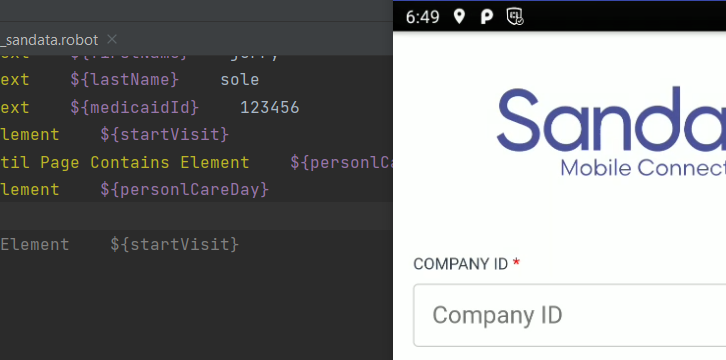 _sandata.robot
ext ${firstName} jerry
ext ${lastName} sole
ext ${medicaidId} 123456
lement ${startVisit}
til Page Contains Element ${personlCa
lement ${personlCareDay}
Element ${startVisit}
6:49
Sanda
Mobile Connect
COMPANY ID *
Company ID